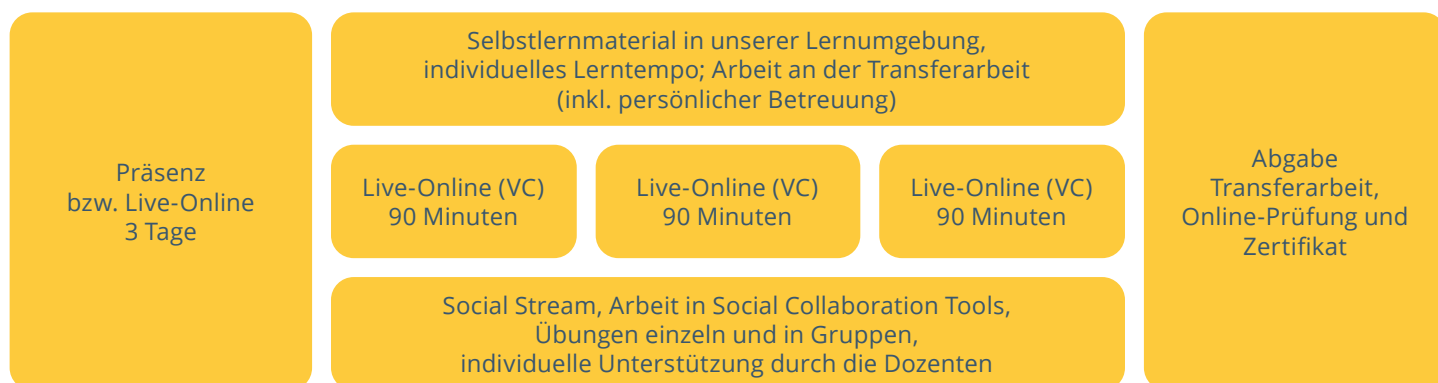 Präsenz
bzw. Live-Online
3 Tage
Selbstlernmaterial in unserer Lernumgebung,
individuelles Lerntempo; Arbeit an der Transferarbeit
(inkl. persönlicher Betreuung)
Live-Online (VC)
90 Minuten
Live-Online (VC)
90 Minuten
Live-Online (VC)
90 Minuten
Social Stream, Arbeit in Social Collaboration Tools,
Übungen einzeln und in Gruppen,
individuelle Unterstützung durch die Dozenten
Abgabe
Transferarbeit,
Online-Prüfung und
Zertifikat